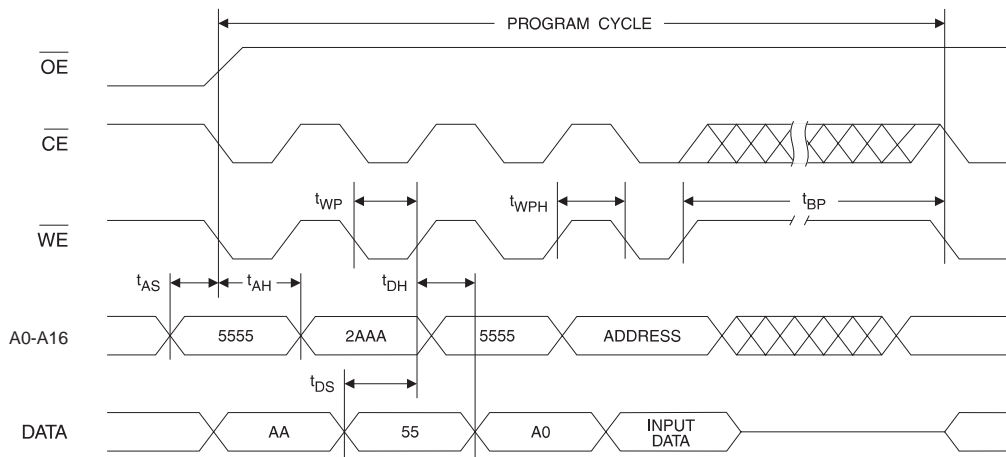 PROGRAM CYCLE
OE
CE
tWP
tWPH
tBP
WE
tAS
tAH
tDH
A0-A16
5555
2AAA
5555
ADDRESS
tDS
DATA
AA
55
A0
INPUT
DATA